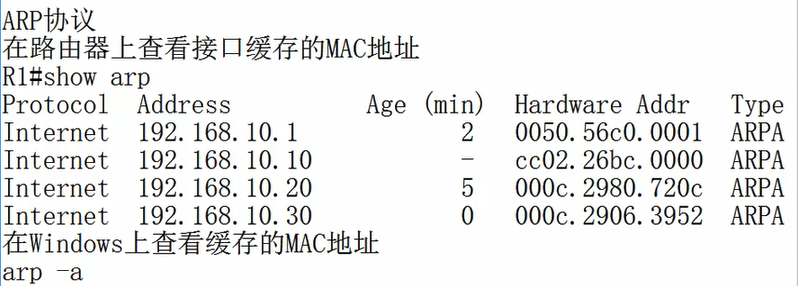 ARP协议
在路由器上查看接口缓存的MAC地址
R1#show arp
Protocol  Address          Age (min)  Hardware Addr   Type
Internet  192.168.10.1            2   0050.56c0.0001  ARPA
Internet  192.168.10.10           -   cc02.26bc.0000  ARPA
Internet  192.168.10.20           5   000c.2980.720c  ARPA
Internet  192.168.10.30           0   000c.2906.3952  ARPA
在Windows上查看缓存的MAC地址
arp -a